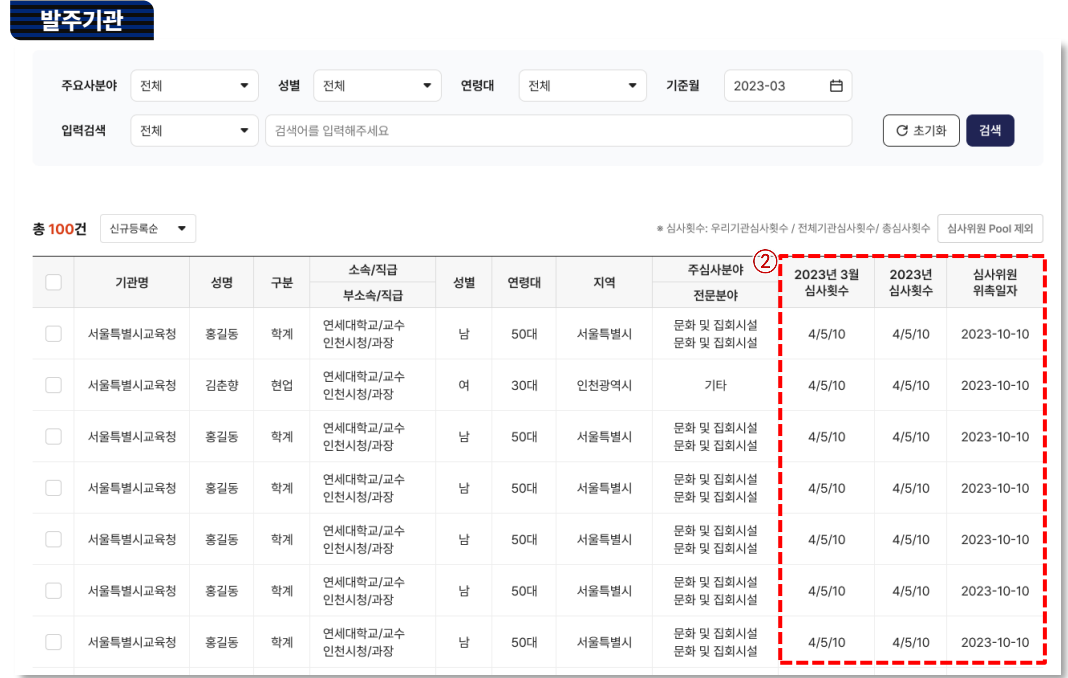 발주기관
주요사분야 전체 성별 전체 연령대 전체 기준월 2023-03
입력검색 전체 검색어를 입력해주세요 초기화 검색
총 100건 신규등록순 ※ 심사횟수: 우리기관심사횟수 / 전체기관심사횟수/ 총심사횟수 심사위원 Pool 제외
②
기관명 성명 구분 소속/직급 성별 연령대 지역 주심사분야 2023년 3월 2023년 심사위원
부소속/직급 전문분야 심사횟수 심사횟수 위촉일자
서울특별시교육청 홍길동 학계 연세대학교/교수 남 50대 서울특별시 문화 및 집회시설 4/5/10 4/5/10 2023-10-10
인천시청/과장 문화 및 집회시설
서울특별시교육청 김춘향 현업 연세대학교/교수 여 30대 인천광역시 기타 4/5/10 4/5/10 2023-10-10
인천시청/과장
서울특별시교육청 홍길동 학계 연세대학교/교수 남 50대 서울특별시 문화 및 집회시설 4/5/10 4/5/10 2023-10-10
인천시청/과장 문화 및 집회시설
서울특별시교육청 홍길동 학계 연세대학교/교수 남 50대 서울특별시 문화 및 집회시설 4/5/10 4/5/10 2023-10-10
인천시청/과장 문화 및 집회시설
서울특별시교육청 홍길동 학계 연세대학교/교수 남 50대 서울특별시 문화 및 집회시설 4/5/10 4/5/10 2023-10-10
인천시청/과장 문화 및 집회시설
서울특별시교육청 홍길동 학계 연세대학교/교수 남 50대 서울특별시 문화 및 집회시설 4/5/10 4/5/10 2023-10-10
인천시청/과장 문화 및 집회시설
서울특별시교육청 홍길동 학계 연세대학교/교수 남 50대 서울특별시 문화 및 집회시설 4/5/10 4/5/10 2023-10-10
인천시청/과장 문화 및 집회시설